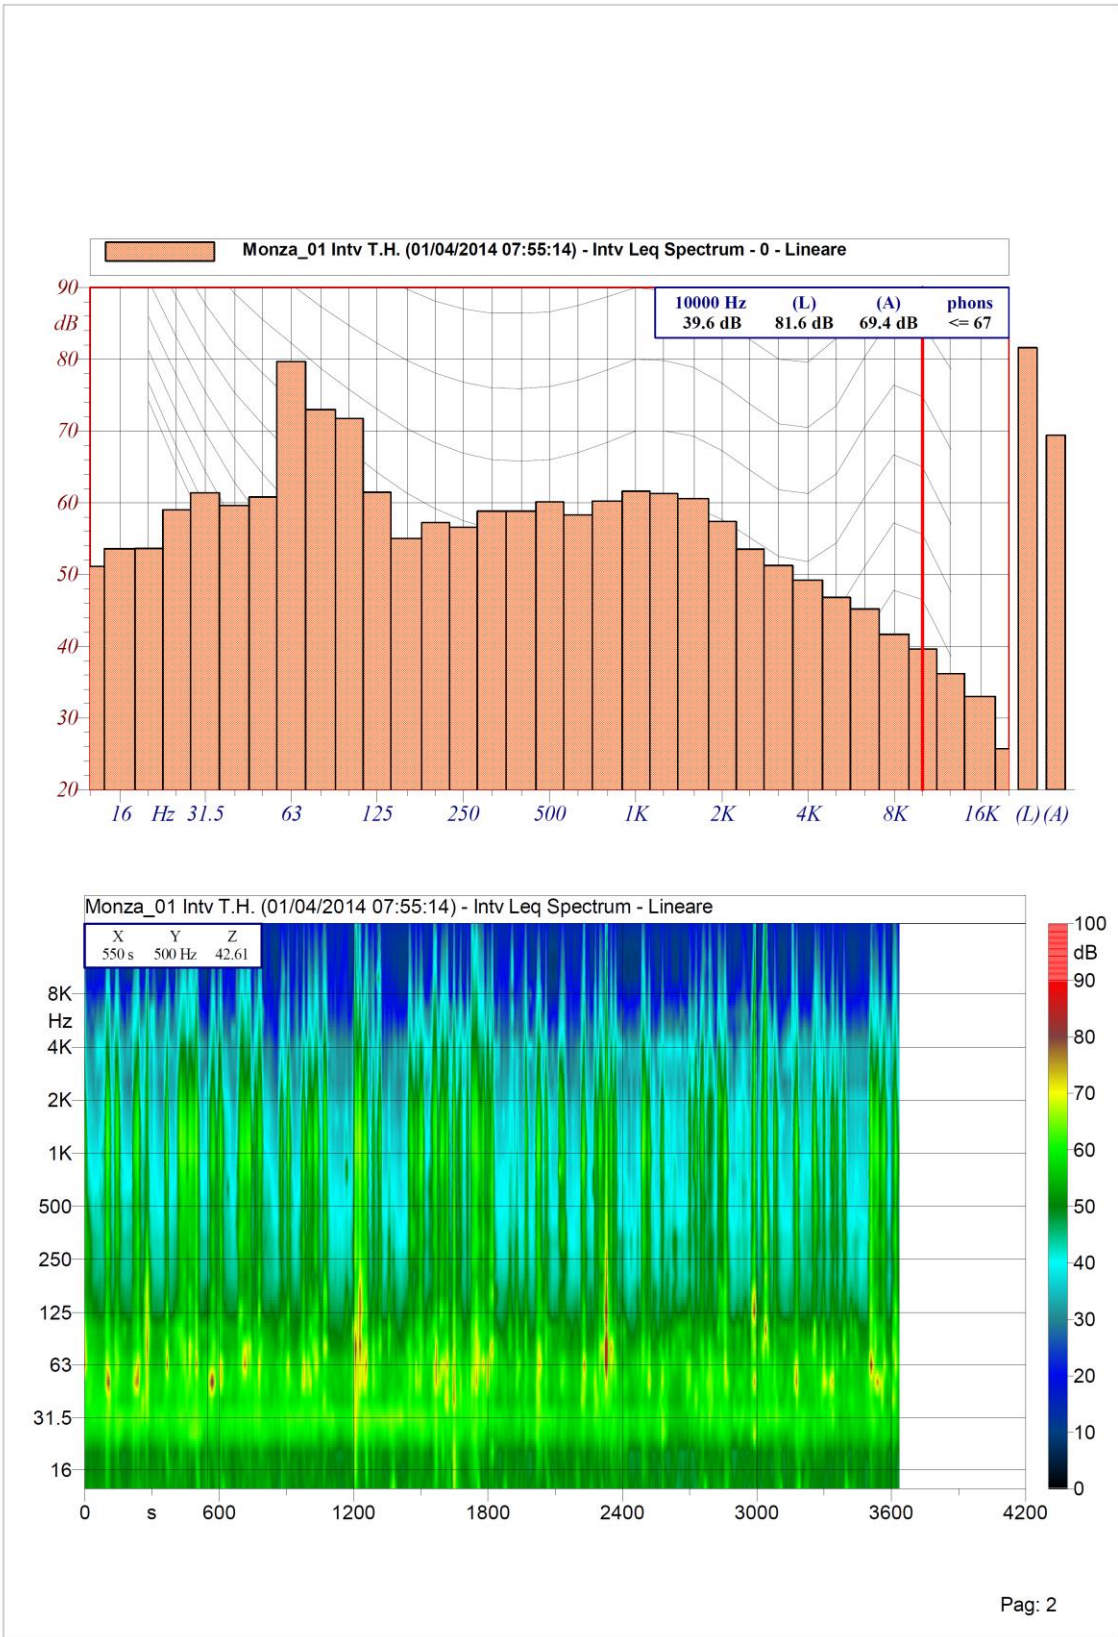 Monza_01 Intv T.H. (01/04/2014 07:55:14) - Intv Leq Spectrum - 0 - Lineare
90
dB
80
70
60
50
40
30
20
10000 Hz (L) (A) phons
39.6 dB 81.6 dB 69.4 dB <= 67
16 Hz 31.5 63 125 250 500 1K 2K 4K 8K 16K (L) (A)
Monza_01 Intv T.H. (01/04/2014 07:55:14) - Intv Leq Spectrum - Lineare
X Y Z
550 s 500 Hz 42.61
8K
Hz
4K
2K
1K
500
250
125
63
31.5
16
0 s 600 1200 1800 2400 3000 3600 4200
100
dB
90
80
70
60
50
40
30
20
10
0
Pag: 2